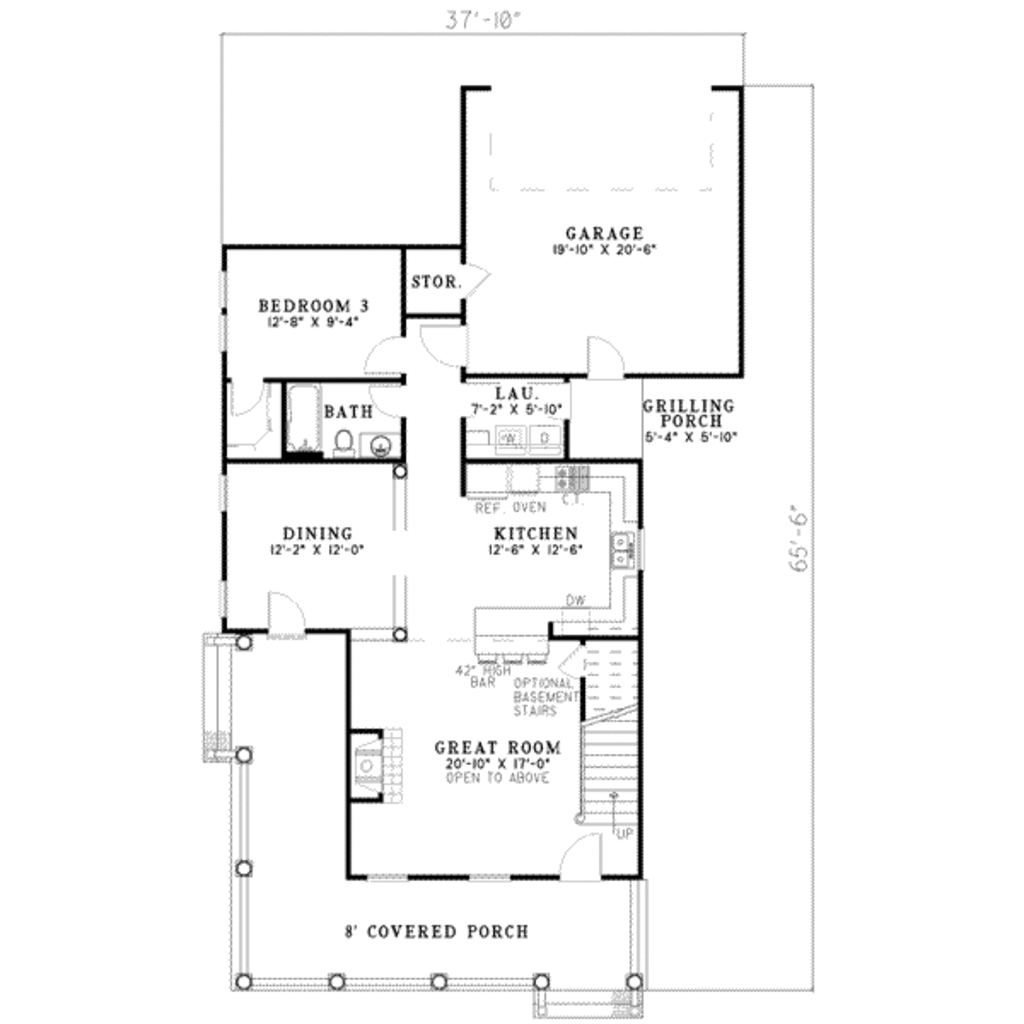 37'-10"
GARAGE
19'-10" X 20'-6"
STOR.
BEDROOM 3
12'-8" X 9'-4"
LAU.
7'-2" X 5'-10"
BATH
GRILLING
PORCH
5'-4" X 5'-10"
W
D
REF. OVEN
C.T.
DINING
12'-2" X 12'-0"
KITCHEN
12'-6" X 12'-6"
65'-6"
DW
42" HIGH
BAR
OPTIONAL
BASEMENT
STAIRS
GREAT ROOM
20'-10" X 17'-0"
OPEN TO ABOVE
UP
8' COVERED PORCH